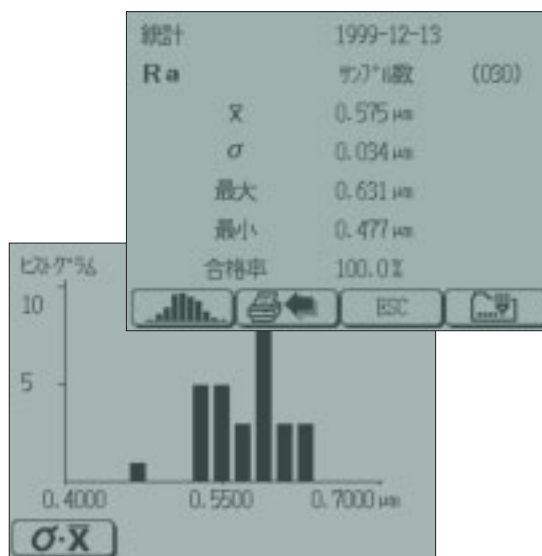 統計 1999-12-13
Ra サンプル数 (030)
x̄ 0.575 μm
σ 0.034 μm
最大 0.631 μm
最小 0.477 μm
合格率 100.0%
ESC
ヒストグラム
10
5
0.4000 0.5500 0.7000 μm
σ·x̄